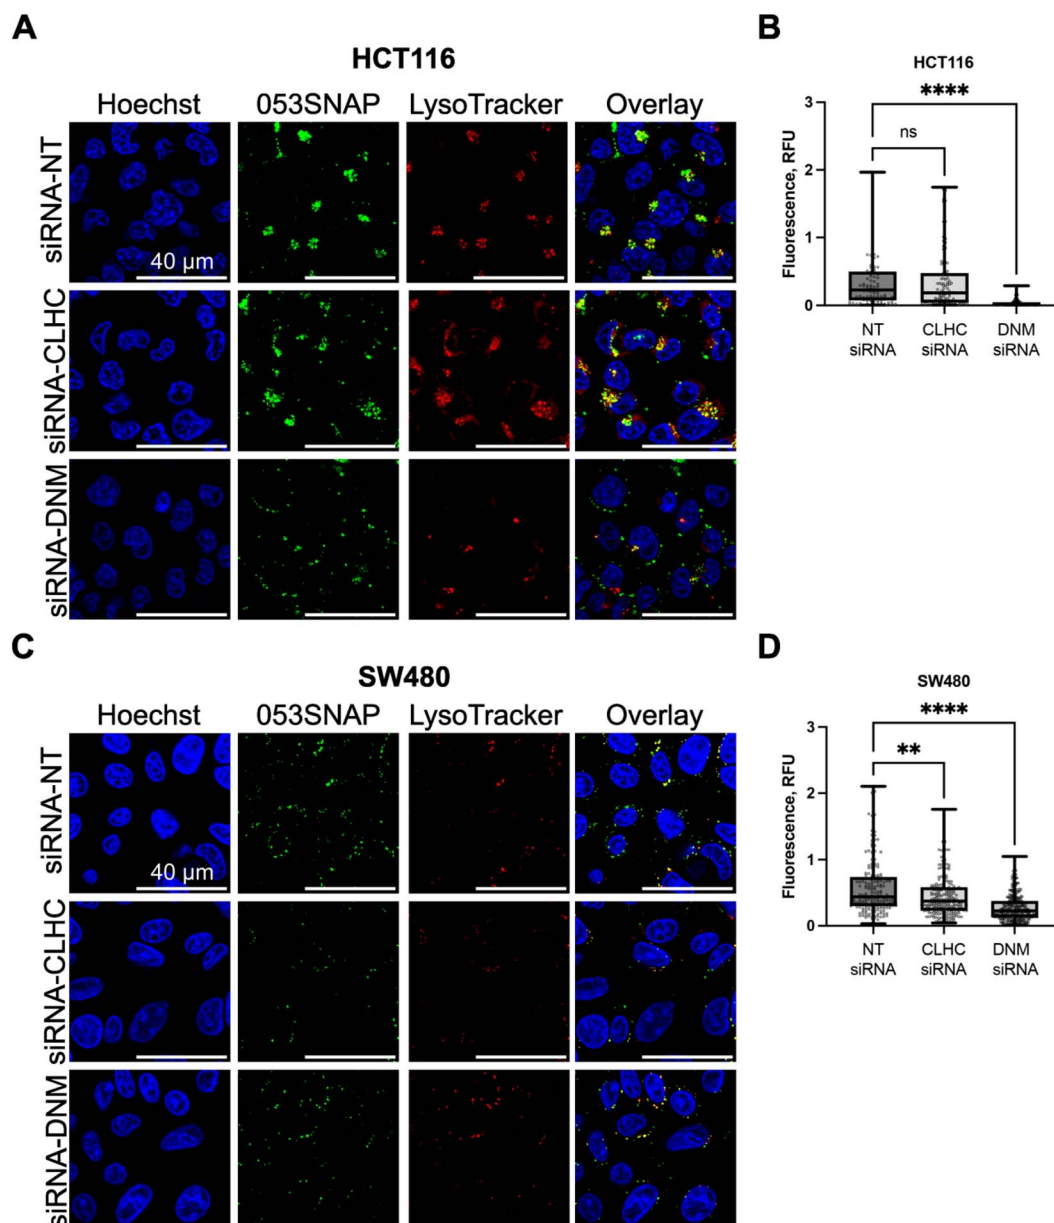 A
HCT116
Hoechst 053SNAP LysoTracker Overlay
siRNA-NT
40 µm
siRNA-CLHC
siRNA-DNM
B
HCT116
****
ns
Fluorescence, RFU
3
2
1
0
NT siRNA
CLHC siRNA
DNM siRNA
C
SW480
Hoechst 053SNAP LysoTracker Overlay
siRNA-NT
40 µm
siRNA-CLHC
siRNA-DNM
D
SW480
****
**
Fluorescence, RFU
3
2
1
0
NT siRNA
CLHC siRNA
DNM siRNA